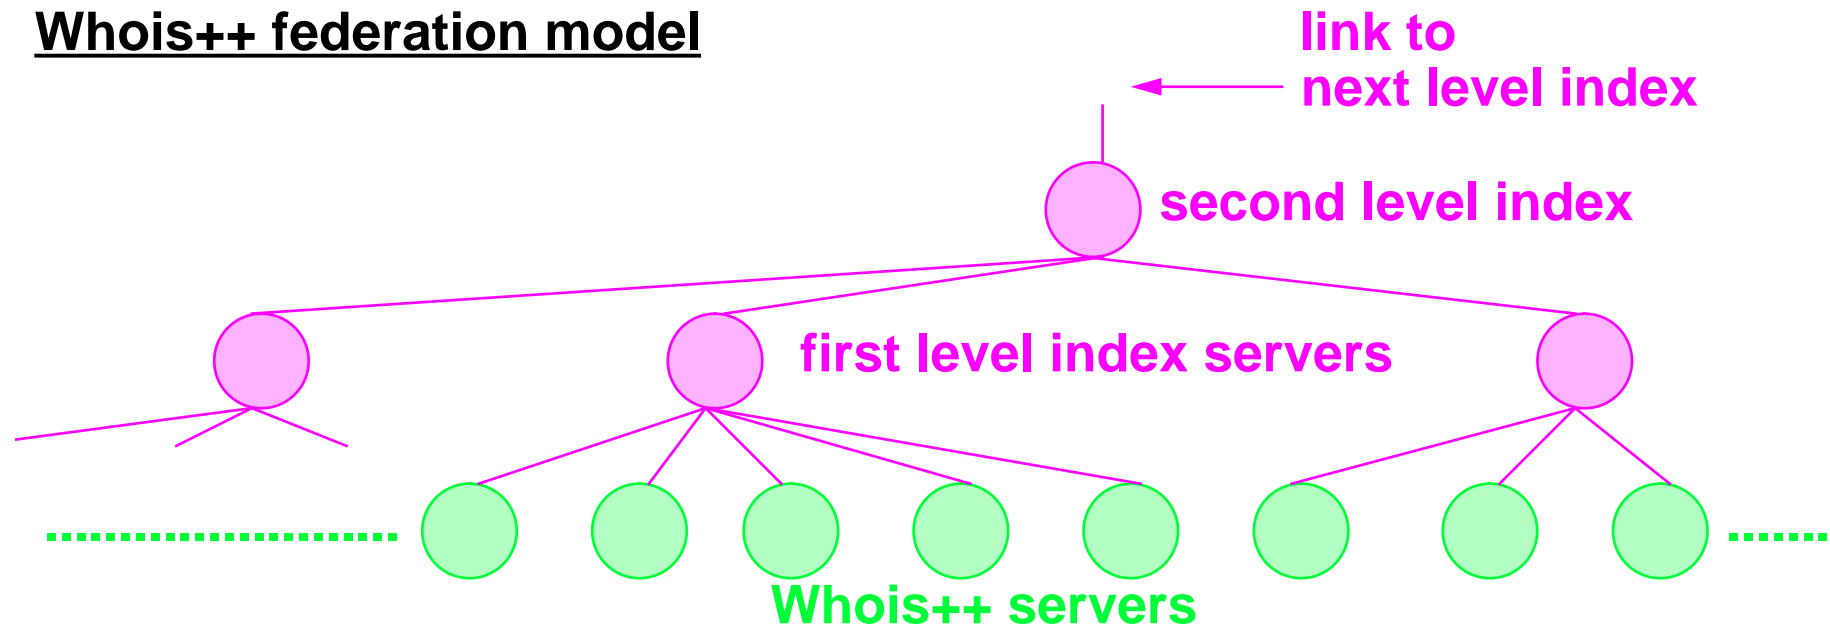 Whois++ federation model
link to
next level index
second level index
first level index servers
Whois++ servers